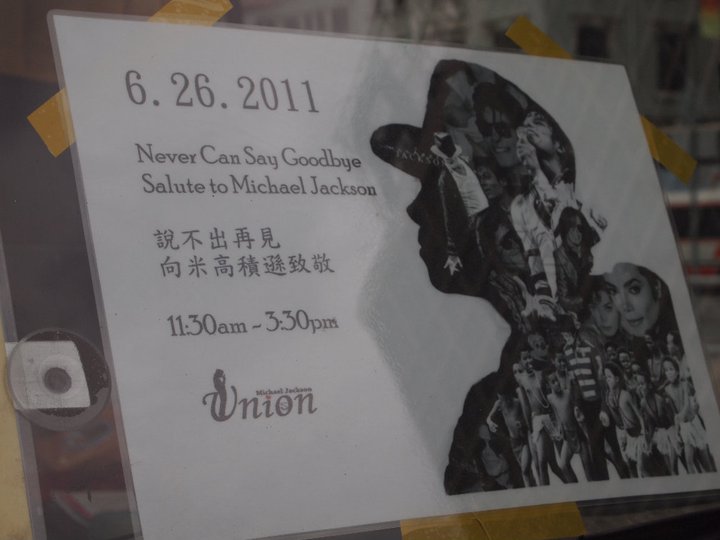 6.26.2011
Never Can Say Goodbye
Salute to Michael Jackson
說不出再見
向米高積遜致敬
11:30am ~ 3:30pm
Michael Jackson
Union